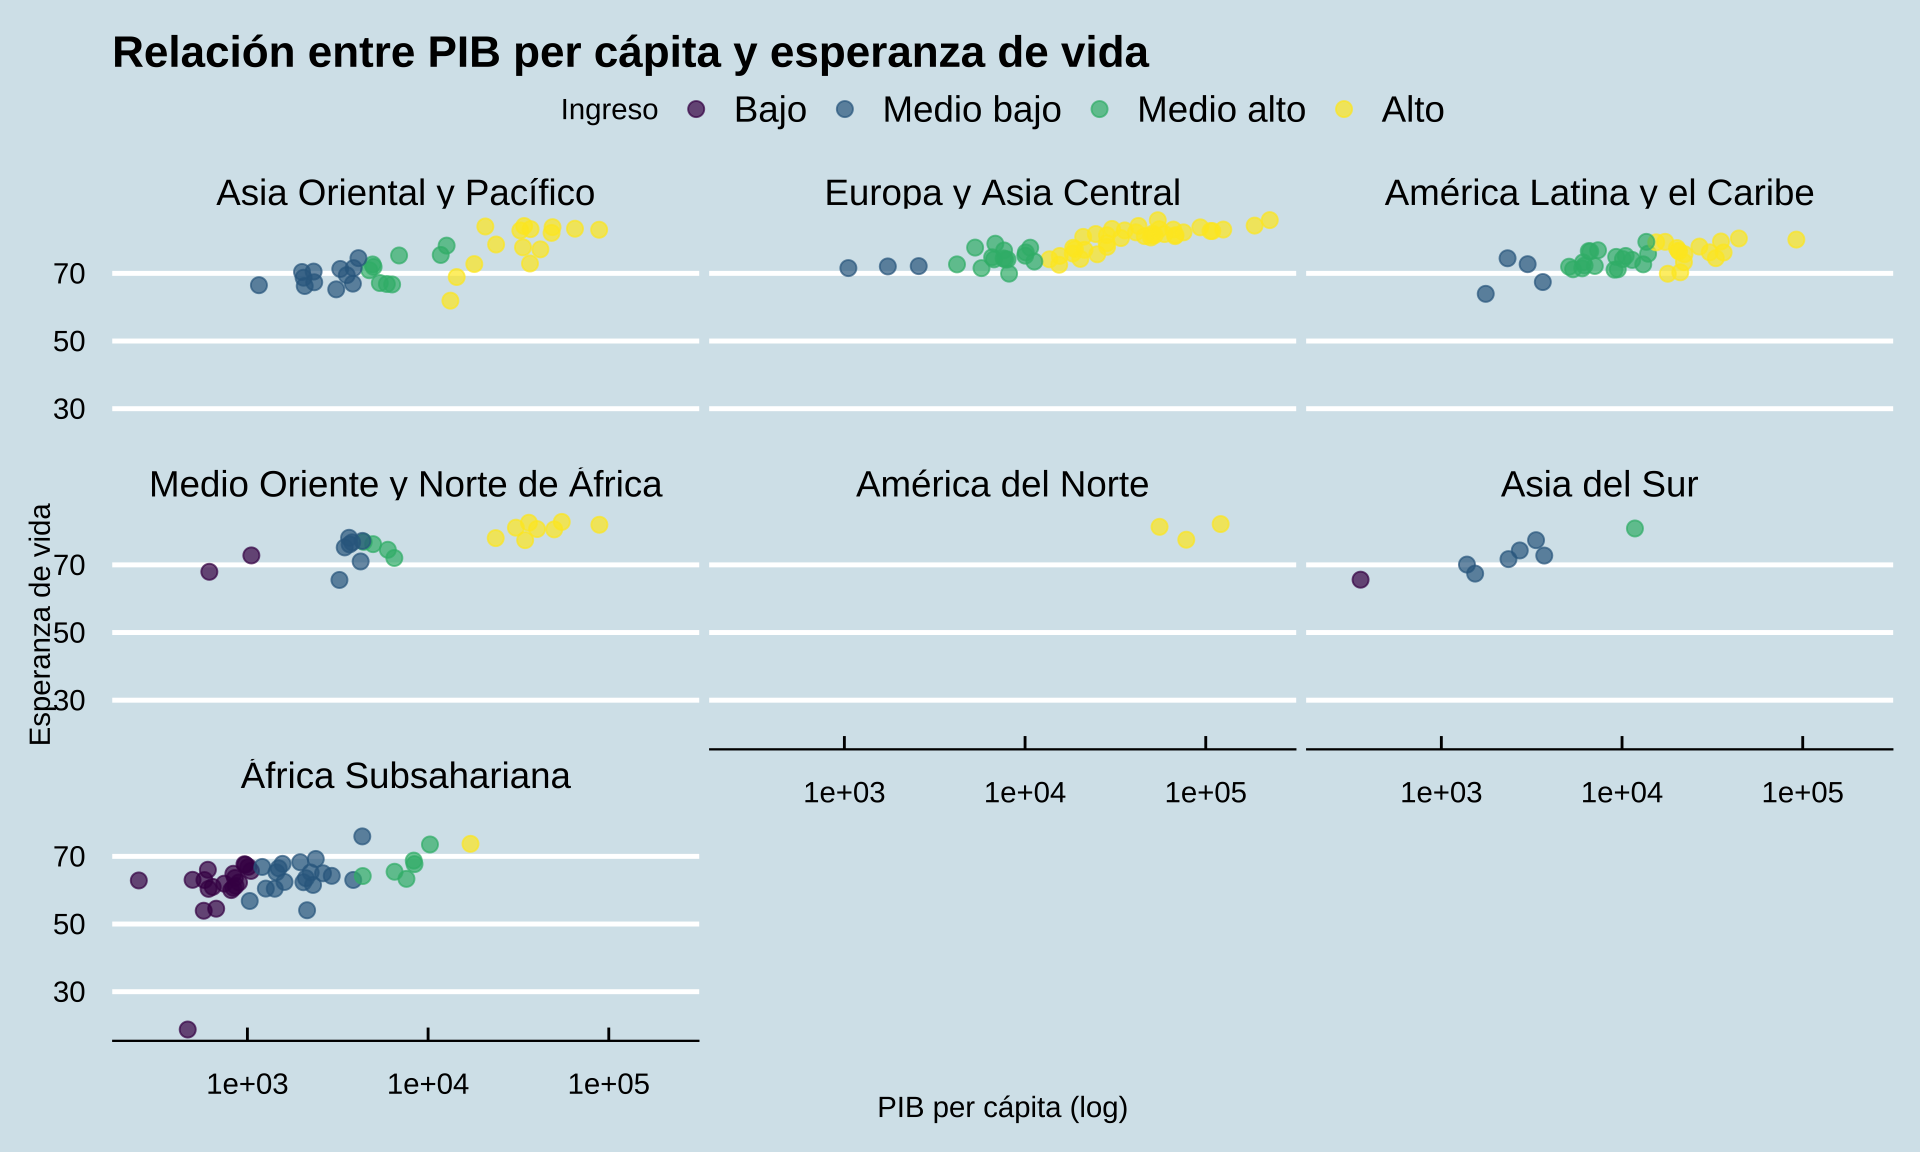 Relación entre PIB per cápita y esperanza de vida
Ingreso Bajo Medio bajo Medio alto Alto
Asia Oriental y Pacífico Europa y Asia Central América Latina y el Caribe
70
50
30
Medio Oriente y Norte de África América del Norte Asia del Sur
Esperanza de vida
70
50
30
1e+03 1e+04 1e+05 1e+03 1e+04 1e+05
África Subsahariana
70
50
30
1e+03 1e+04 1e+05
PIB per cápita (log)